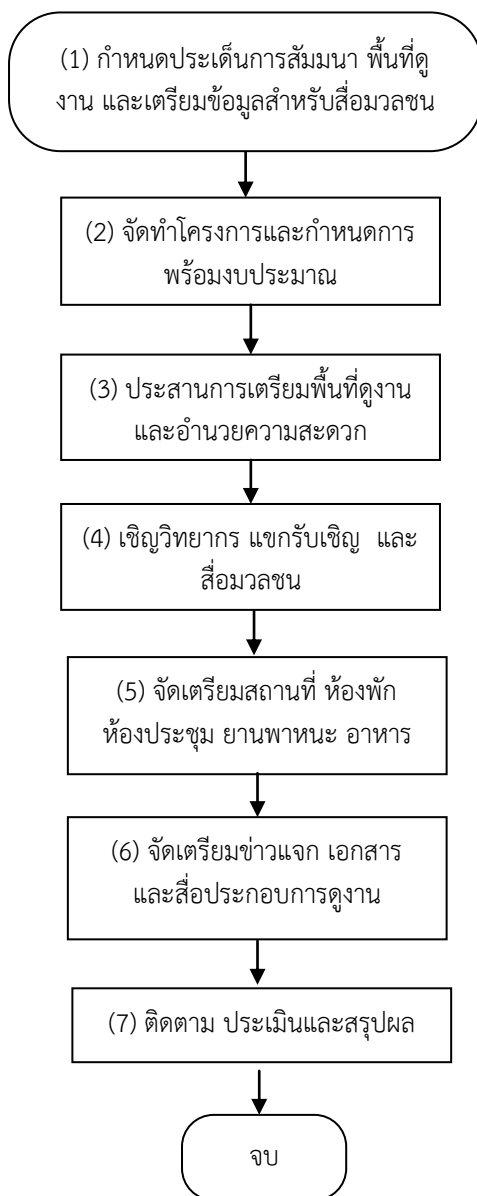 (1) กำหนดประเด็นการสัมมนา พื้นที่ดู
งาน และเตรียมข้อมูลสำหรับสื่อมวลชน
(2) จัดทำโครงการและกำหนดการ
พร้อมงบประมาณ
(3) ประสานการเตรียมพื้นที่ดูงาน
และอำนวยความสะดวก
(4) เชิญวิทยากร แขกรับเชิญ และ
สื่อมวลชน
(5) จัดเตรียมสถานที่ ห้องพัก
ห้องประชุม ยานพาหนะ อาหาร
(6) จัดเตรียมข่าวแจก เอกสาร
และสื่อประกอบการดูงาน
(7) ติดตาม ประเมินและสรุปผล
จบ